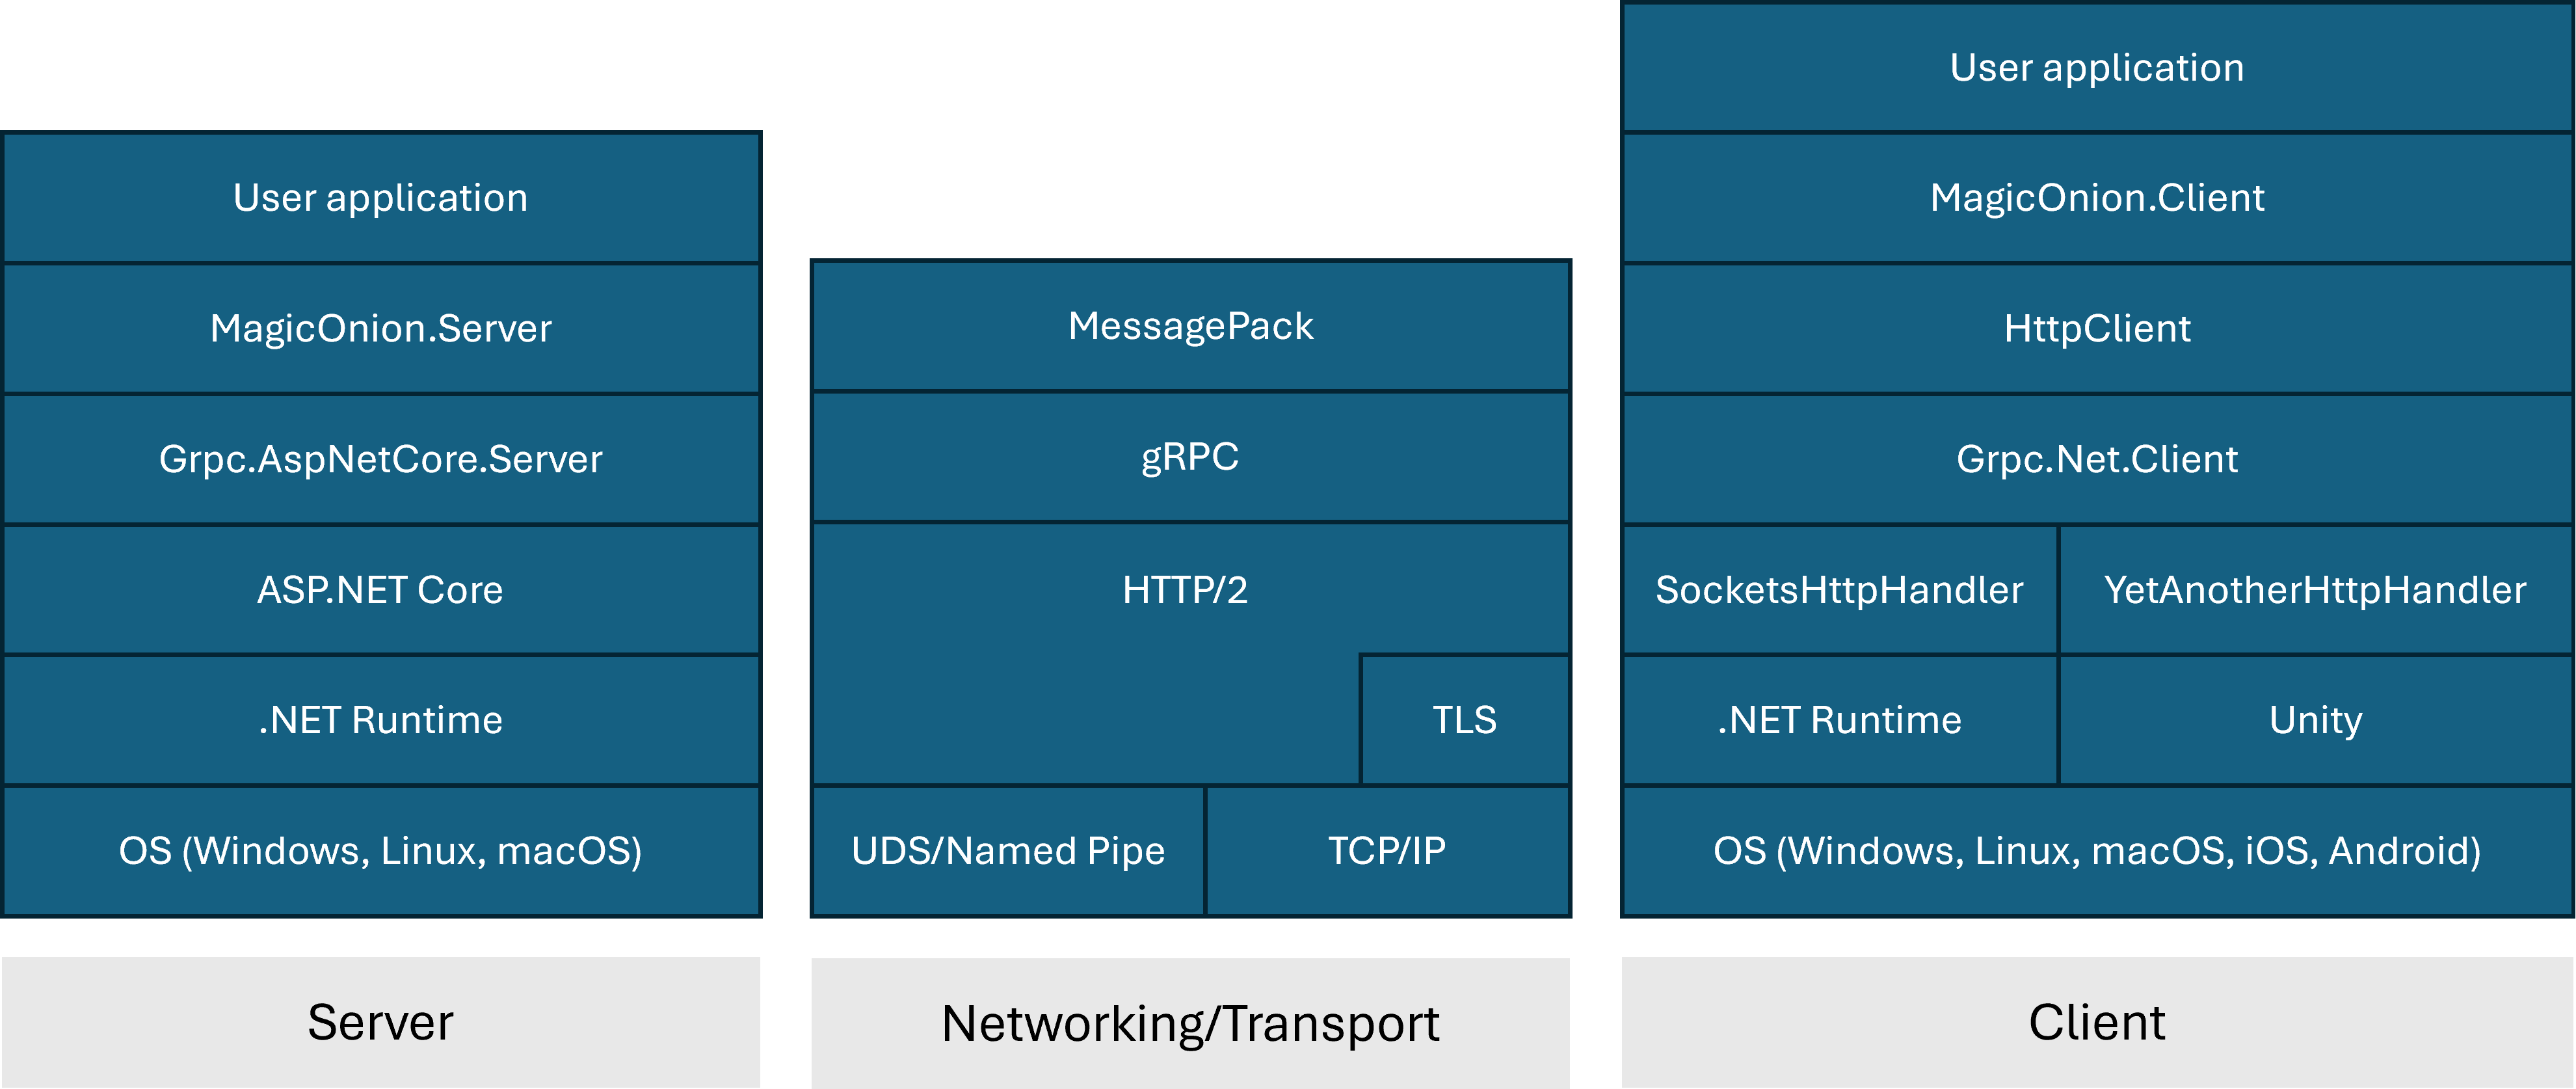 User application
MagicOnion.Server
Grpc.AspNetCore.Server
ASP.NET Core
.NET Runtime
OS (Windows, Linux, macOS)
Server
MessagePack
gRPC
HTTP/2
TLS
UDS/Named Pipe
TCP/IP
Networking/Transport
User application
MagicOnion.Client
HttpClient
Grpc.Net.Client
SocketsHttpHandler
YetAnotherHttpHandler
.NET Runtime
Unity
OS (Windows, Linux, macOS, iOS, Android)
Client